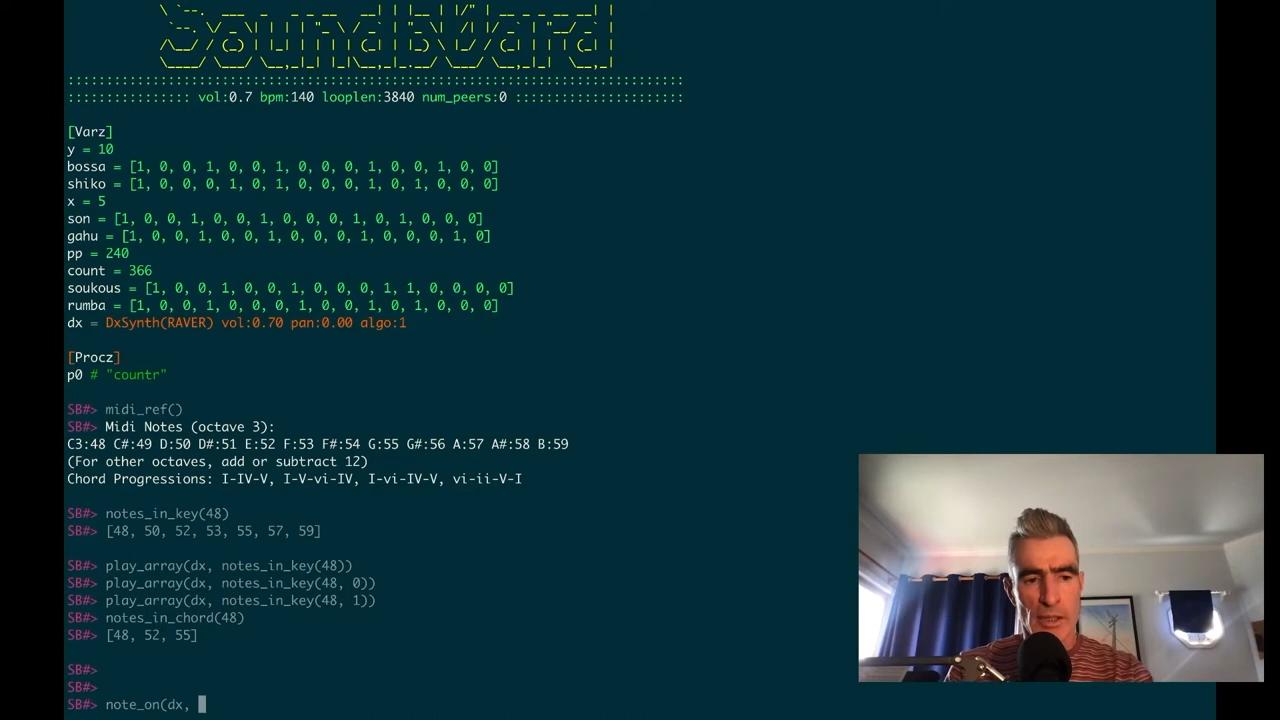 :::::::::::::::::::::::::::::::::::::::::::::::::::::::::::::::::::::::::::::::::
:::::::::::::::: vol:0.7 bpm:140 looplen:3840 num_peers:0 ::::::::::::::::::::::
[Varz]
y = 10
bossa = [1, 0, 0, 1, 0, 0, 1, 0, 0, 0, 1, 0, 0, 1, 0, 0]
shiko = [1, 0, 0, 0, 1, 0, 1, 0, 0, 0, 1, 0, 1, 0, 0, 0]
x = 5
son = [1, 0, 0, 1, 0, 0, 1, 0, 0, 0, 1, 0, 1, 0, 0, 0]
gahu = [1, 0, 0, 1, 0, 0, 1, 0, 0, 0, 1, 0, 0, 0, 1, 0]
pp = 240
count = 366
soukous = [1, 0, 0, 1, 0, 0, 1, 0, 0, 0, 1, 1, 0, 0, 0, 0]
rumba = [1, 0, 0, 1, 0, 0, 0, 1, 0, 0, 1, 0, 1, 0, 0, 0]
dx = DxSynth(RAVER) vol:0.70 pan:0.00 algo:1
[Procz]
p0 # "countr"
SB#> midi_ref()
SB#> Midi Notes (octave 3):
C3:48 C#:49 D:50 D#:51 E:52 F:53 F#:54 G:55 G#:56 A:57 A#:58 B:59
(For other octaves, add or subtract 12)
Chord Progressions: I-IV-V, I-V-vi-IV, I-vi-IV-V, vi-ii-V-I
SB#> notes_in_key(48)
SB#> [48, 50, 52, 53, 55, 57, 59]
SB#> play_array(dx, notes_in_key(48))
SB#> play_array(dx, notes_in_key(48, 0))
SB#> play_array(dx, notes_in_key(48, 1))
SB#> notes_in_chord(48)
SB#> [48, 52, 55]
SB#>
SB#>
SB#> note_on(dx,